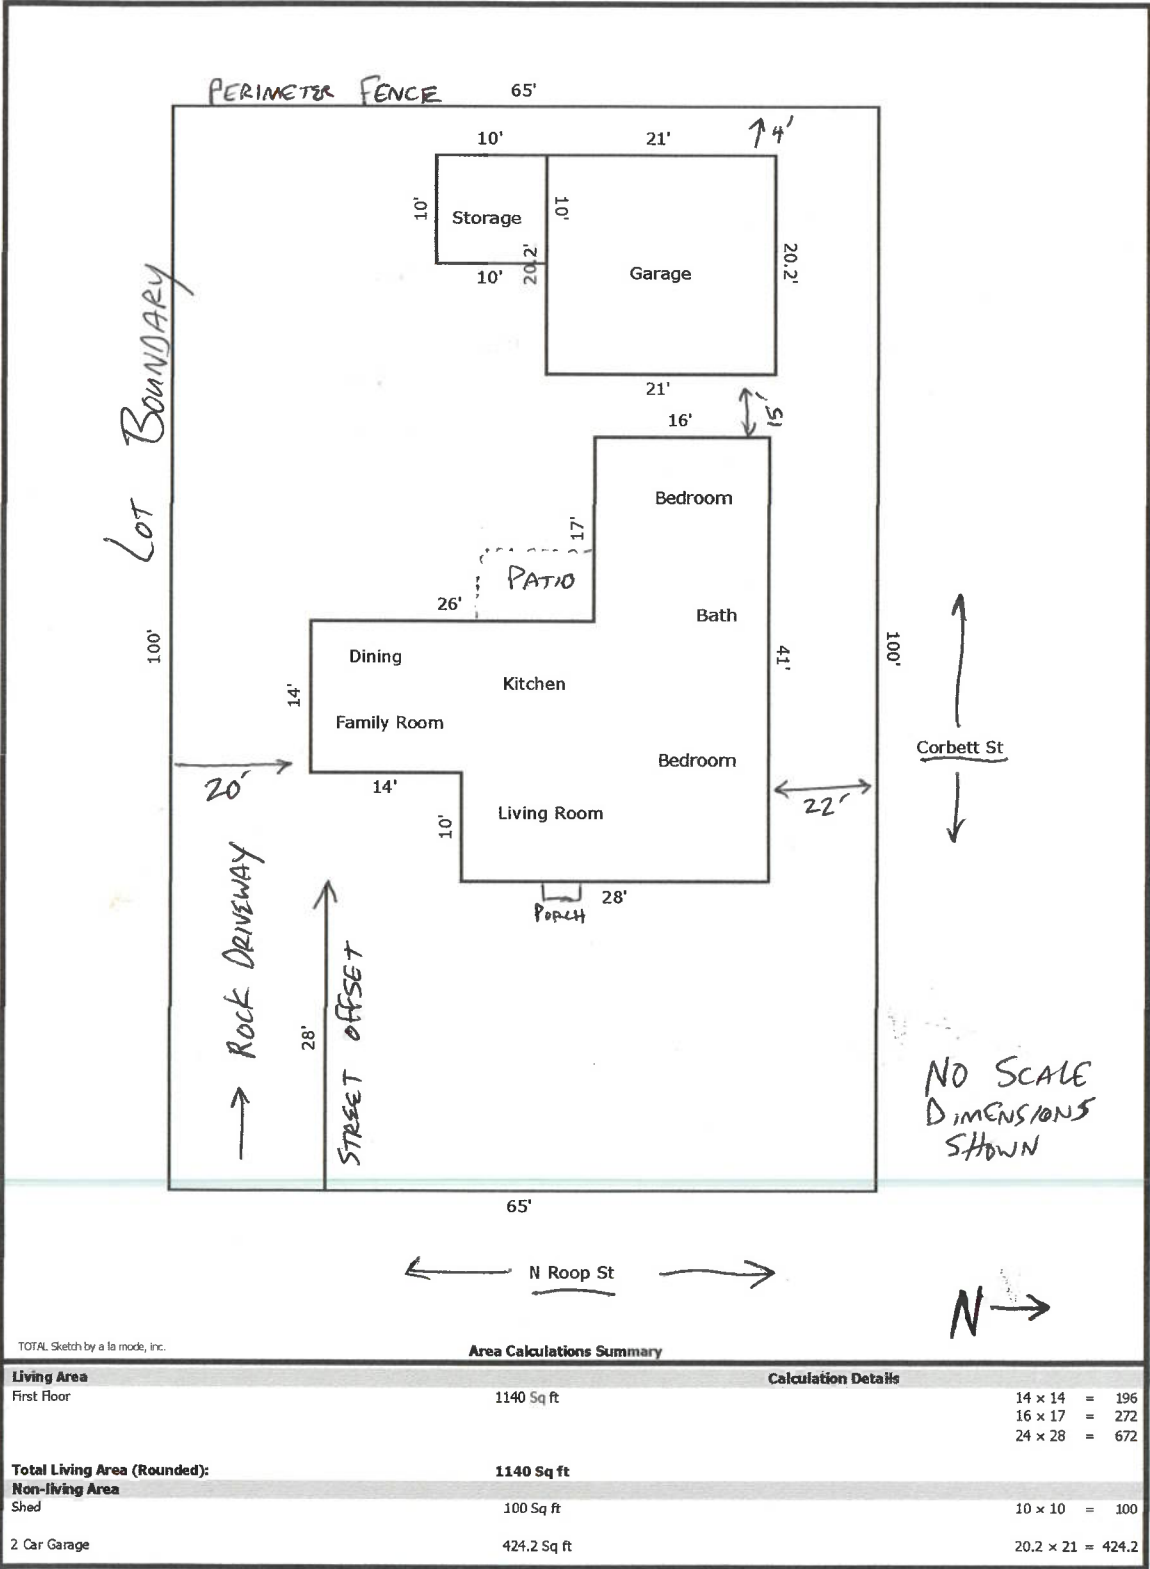 PERIMETER FENCE 65'
10' 21' 4'
10' Storage 10'
10' 20.2' Garage 20.2'
21'
15'
16'
LOT BOUNDARY
Bedroom
17'
PATIO
26' Bath
100' Dining 41' 100'
14' Kitchen
Family Room
Bedroom Corbett St
20' 14' 22'
10' Living Room
28'
PORCH
ROCK DRIVEWAY
28' STREET OFFSET
NO SCALE
DIMENSIONS
SHOWN
65'
N Roop St
N
TOTAL Sketch by a la mode, inc. Area Calculations Summary
Living Area Calculation Details
First Floor 1140 Sq ft 14 x 14 = 196
16 x 17 = 272
24 x 28 = 672
Total Living Area (Rounded): 1140 Sq ft
Non-living Area
Shed 100 Sq ft 10 x 10 = 100
2 Car Garage 424.2 Sq ft 20.2 x 21 = 424.2